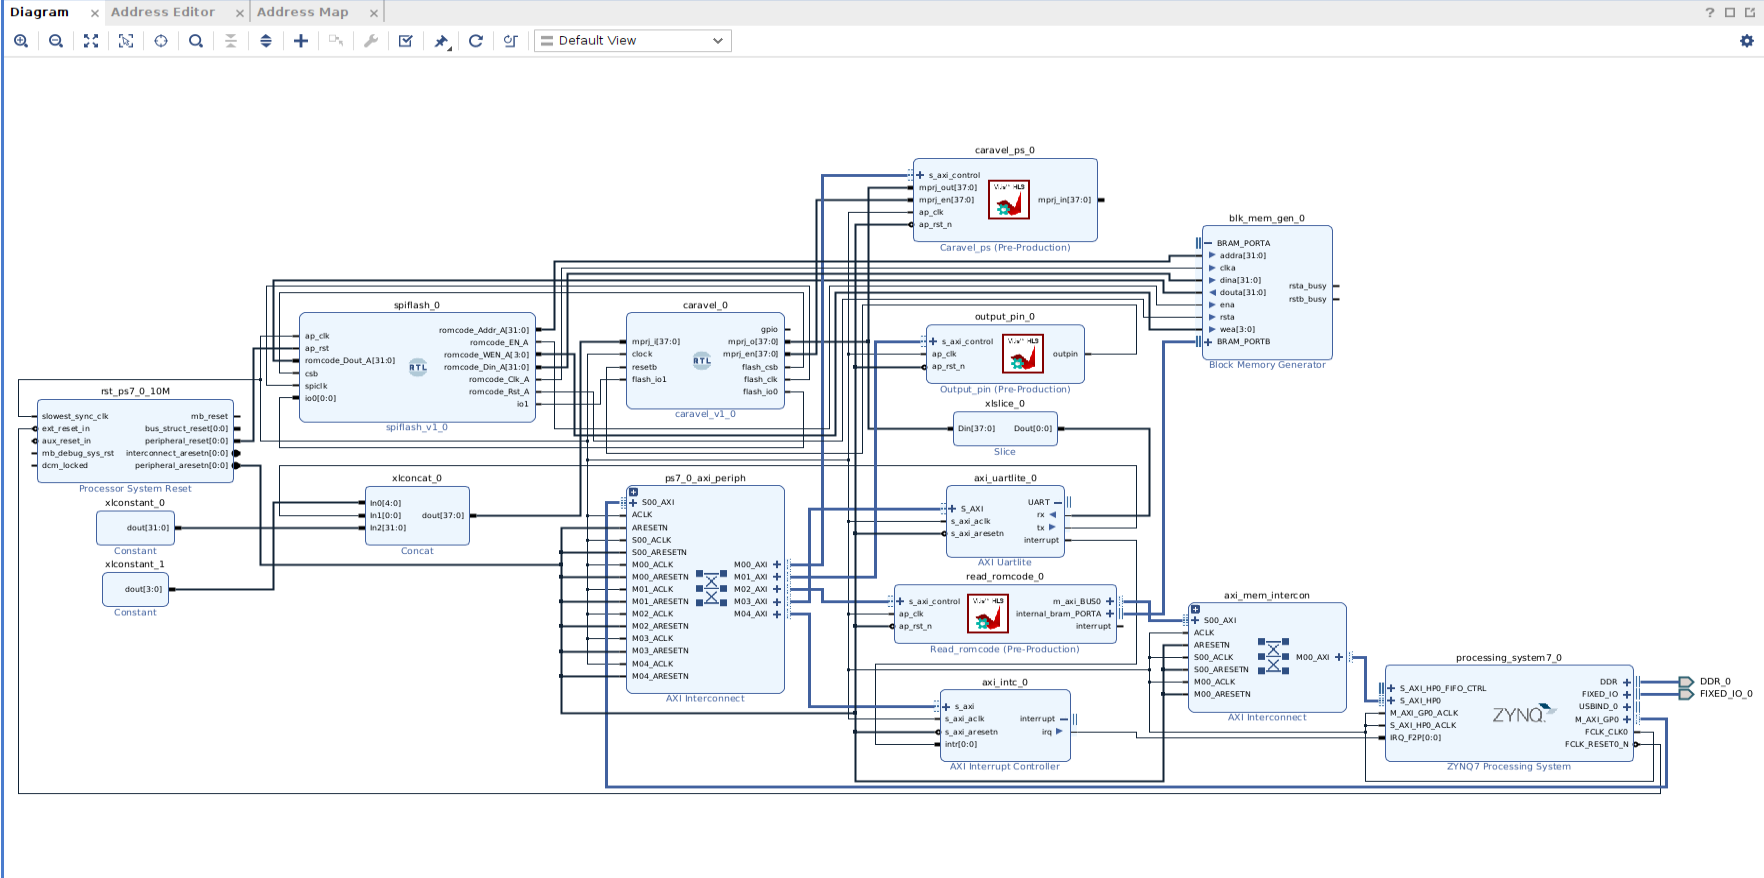 Diagram
Address Editor
Address Map
Default View
caravel_ps_0
s_axi_control
mprj_out[37:0]
mprj_en[37:0]
ap_clk
ap_rst_n
mprj_in[37:0]
Caravel_ps (Pre-Production)
blk_mem_gen_0
BRAM_PORTA
addra[31:0]
clka
dina[31:0]
douta[31:0]
ena
rsta
wea[3:0]
BRAM_PORTB
rsta_busy
rstb_busy
Block Memory Generator
spiflash_0
ap_clk
ap_rst
romcode_Dout_A[31:0]
csb
spiclk
io0[0:0]
RTL
romcode_Addr_A[31:0]
romcode_EN_A
romcode_WEN_A[3:0]
romcode_Din_A[31:0]
romcode_Clk_A
romcode_Rst_A
io1
spiflash_v1_0
caravel_0
mprj_i[37:0]
clock
resetb
flash_io1
RTL
gpio
mprj_o[37:0]
mprj_en[37:0]
flash_csb
flash_clk
flash_io0
caravel_v1_0
output_pin_0
s_axi_control
ap_clk
ap_rst_n
outpin
Output_pin (Pre-Production)
rst_ps7_0_10M
slowest_sync_clk
ext_reset_in
aux_reset_in
mb_debug_sys_rst
dcm_locked
mb_reset
bus_struct_reset[0:0]
peripheral_reset[0:0]
interconnect_aresetn[0:0]
peripheral_aresetn[0:0]
Processor System Reset
xlslice_0
Din[37:0]
Dout[0:0]
Slice
xlconstant_0
dout[31:0]
Constant
xlconstant_1
dout[3:0]
Constant
xlconcat_0
In0[4:0]
In1[0:0]
In2[31:0]
dout[37:0]
Concat
ps7_0_axi_periph
S00_AXI
ACLK
ARESETN
S00_ACLK
S00_ARESETN
M00_ACLK
M00_ARESETN
M01_ACLK
M01_ARESETN
M02_ACLK
M02_ARESETN
M03_ACLK
M03_ARESETN
M04_ACLK
M04_ARESETN
M00_AXI
M01_AXI
M02_AXI
M03_AXI
M04_AXI
AXI Interconnect
axi_uartlite_0
S_AXI
s_axi_aclk
s_axi_aresetn
UART
rx
tx
interrupt
AXI Uartlite
read_romcode_0
s_axi_control
ap_clk
ap_rst_n
m_axi_BUS0
internal_bram_PORTA
interrupt
Read_romcode (Pre-Production)
axi_intc_0
s_axi
s_axi_aclk
s_axi_aresetn
intr[0:0]
interrupt
irq
AXI Interrupt Controller
axi_mem_intercon
S00_AXI
ACLK
ARESETN
S00_ACLK
S00_ARESETN
M00_ACLK
M00_ARESETN
M00_AXI
AXI Interconnect
processing_system7_0
S_AXI_HP0_FIFO_CTRL
S_AXI_HP0
M_AXI_GP0_ACLK
S_AXI_HP0_ACLK
IRQ_F2P[0:0]
ZYNQ
DDR
FIXED_IO
USBIND_0
M_AXI_GP0
FCLK_CLK0
FCLK_RESET0_N
ZYNQ7 Processing System
DDR_0
FIXED_IO_0